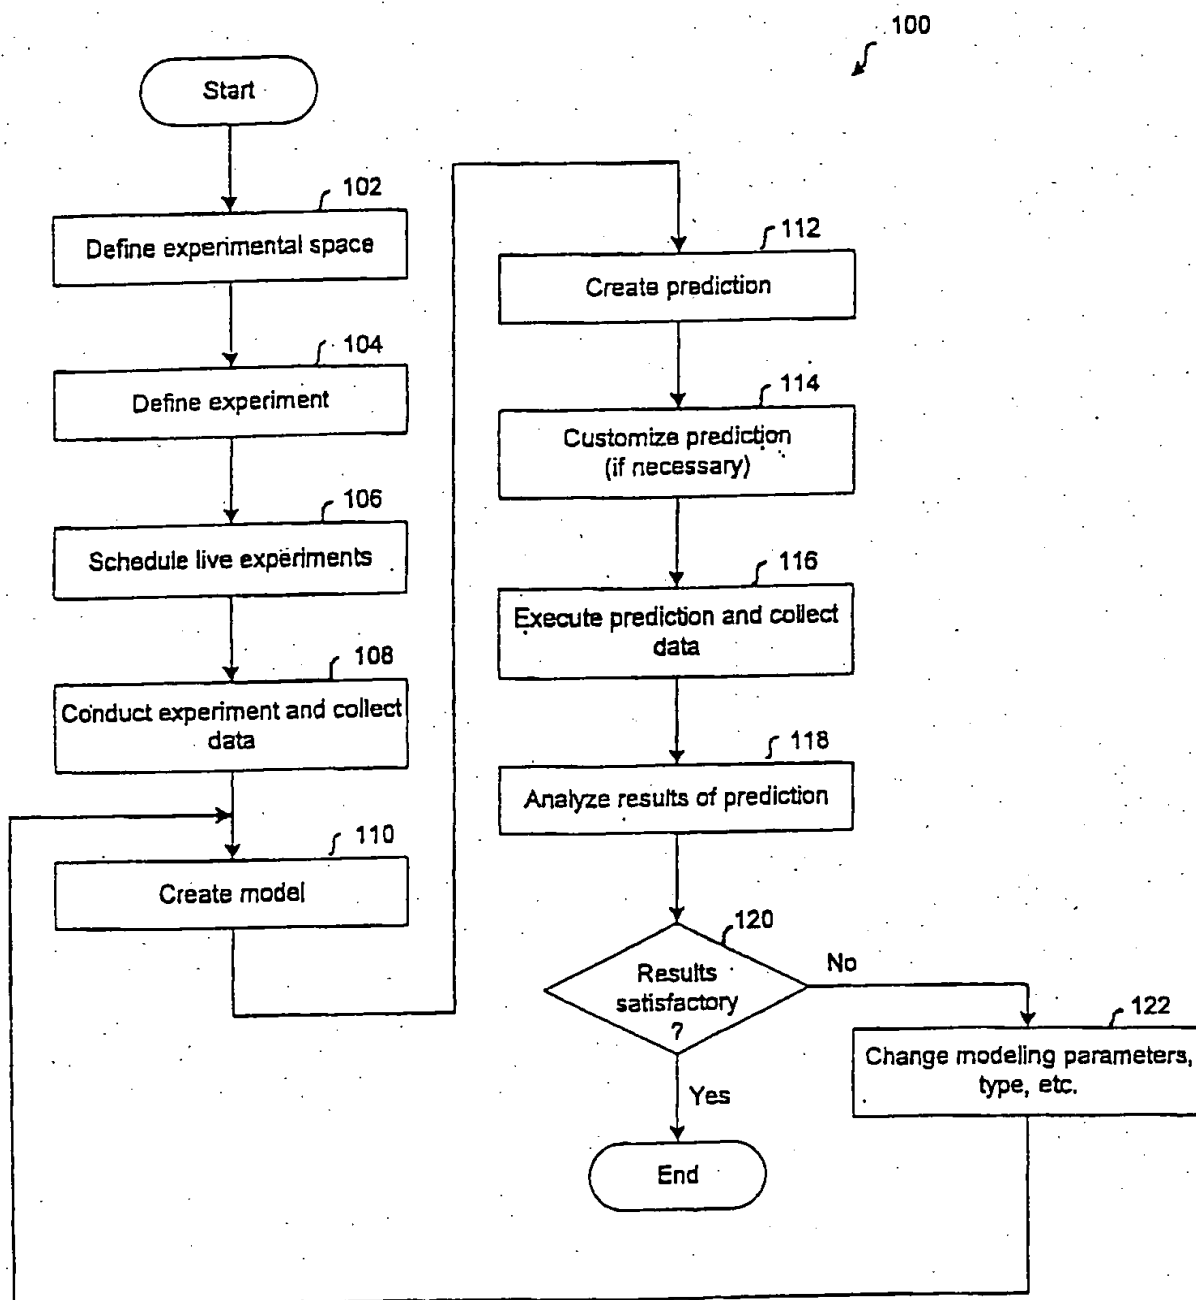 100
Start
102
Define experimental space
104
Define experiment
106
Schedule live experiments
108
Conduct experiment and collect
data
110
Create model
112
Create prediction
114
Customize prediction
(if necessary)
116
Execute prediction and collect
data
118
Analyze results of prediction
120
Results
satisfactory
?
No
Yes
122
Change modeling parameters,
type, etc.
End